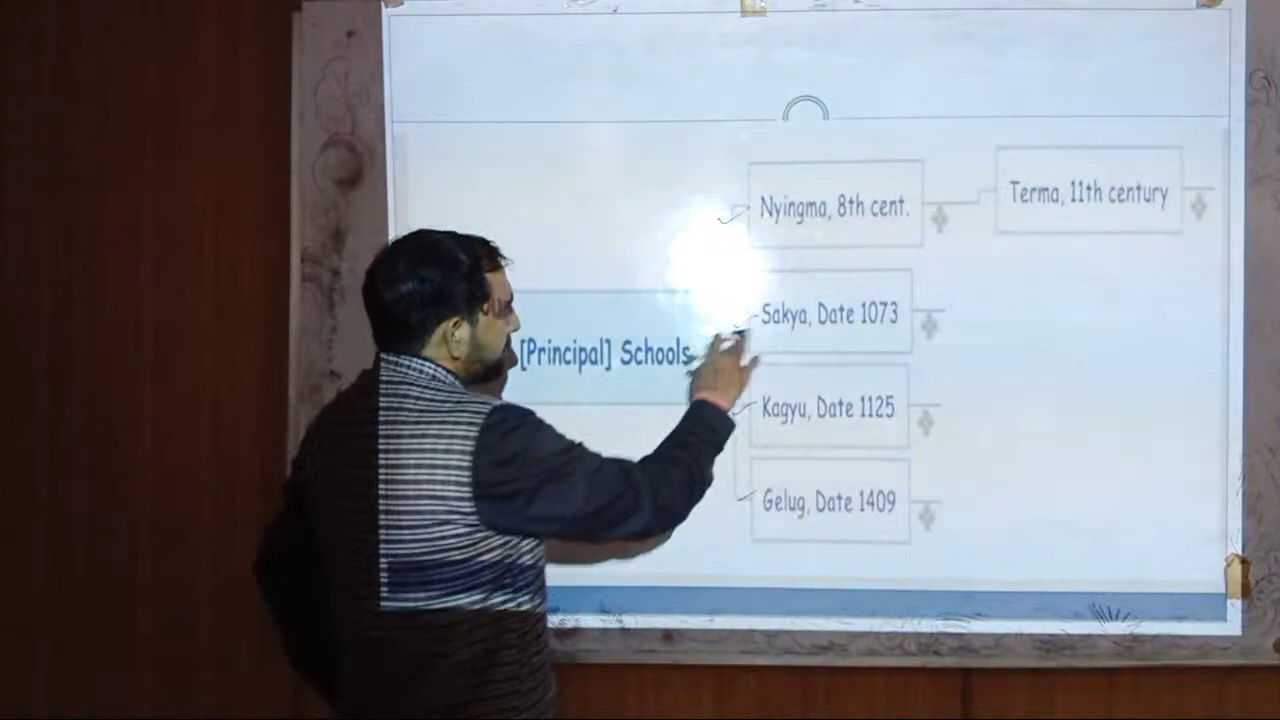 Nyingma, 8th cent.
Terma, 11th century
Sakya, Date 1073
[Principal] Schools
Kagyu, Date 1125
Gelug, Date 1409